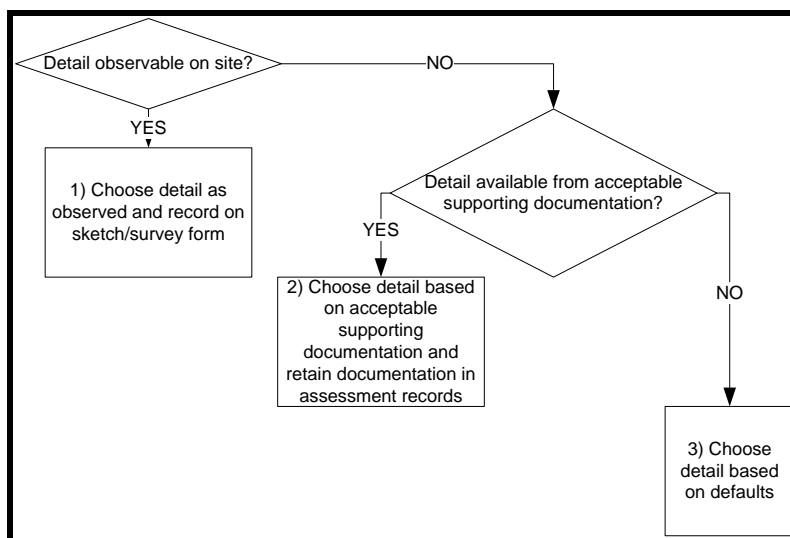 Detail observable on site?
NO
YES
1) Choose detail as
observed and record on
sketch/survey form
Detail available from acceptable
supporting documentation?
YES
2) Choose detail based
on acceptable
supporting
documentation and
retain documentation in
assessment records
NO
3) Choose
detail based
on defaults